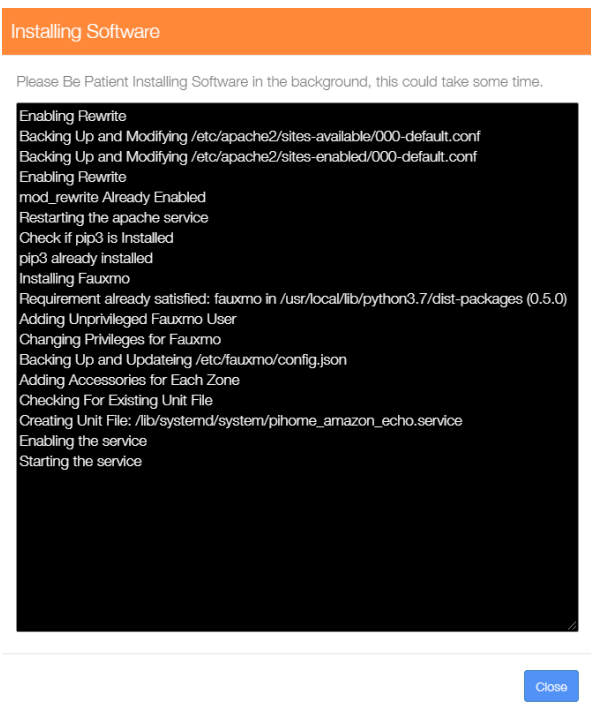 Installing Software
Please Be Patient Installing Software in the background, this could take some time.
Enabling Rewrite
Backing Up and Modifying /etc/apache2/sites-available/000-default.conf
Backing Up and Modifying /etc/apache2/sites-enabled/000-default.conf
Enabling Rewrite
mod_rewrite Already Enabled
Restarting the apache service
Check if pip3 is Installed
pip3 already installed
Installing Fauxmo
Requirement already satisfied: fauxmo in /usr/local/lib/python3.7/dist-packages (0.5.0)
Adding Unprivileged Fauxmo User
Changing Privileges for Fauxmo
Backing Up and Updateing /etc/fauxmo/config.json
Adding Accessories for Each Zone
Checking For Existing Unit File
Creating Unit File: /lib/systemd/system/pihome_amazon_echo.service
Enabling the service
Starting the service
Close